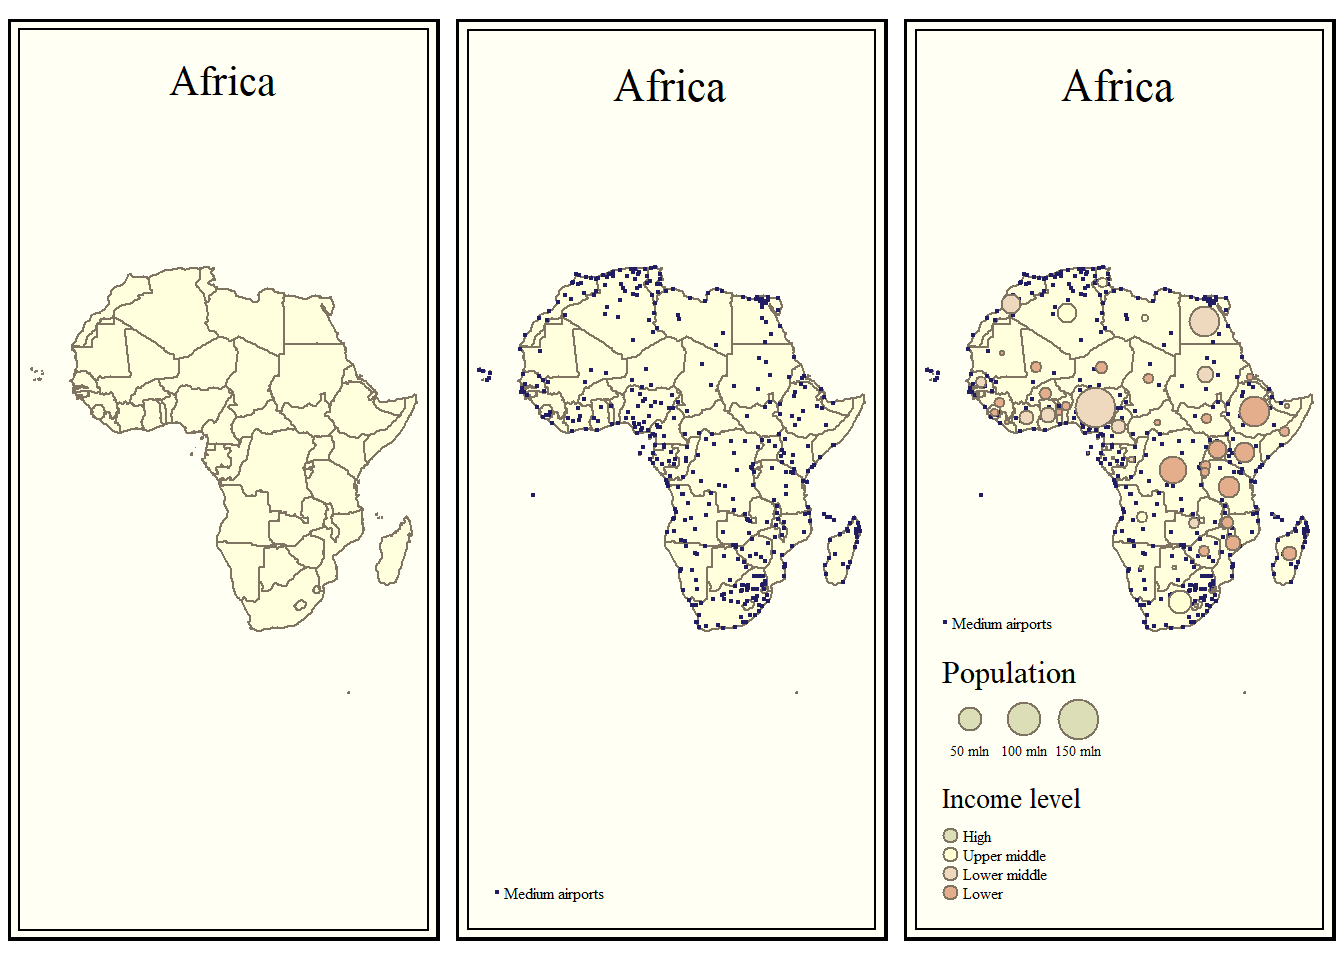 Africa
Africa
Medium airports
Africa
Medium airports
Population
50 mln 100 mln 150 mln
Income level
High
Upper middle
Lower middle
Lower